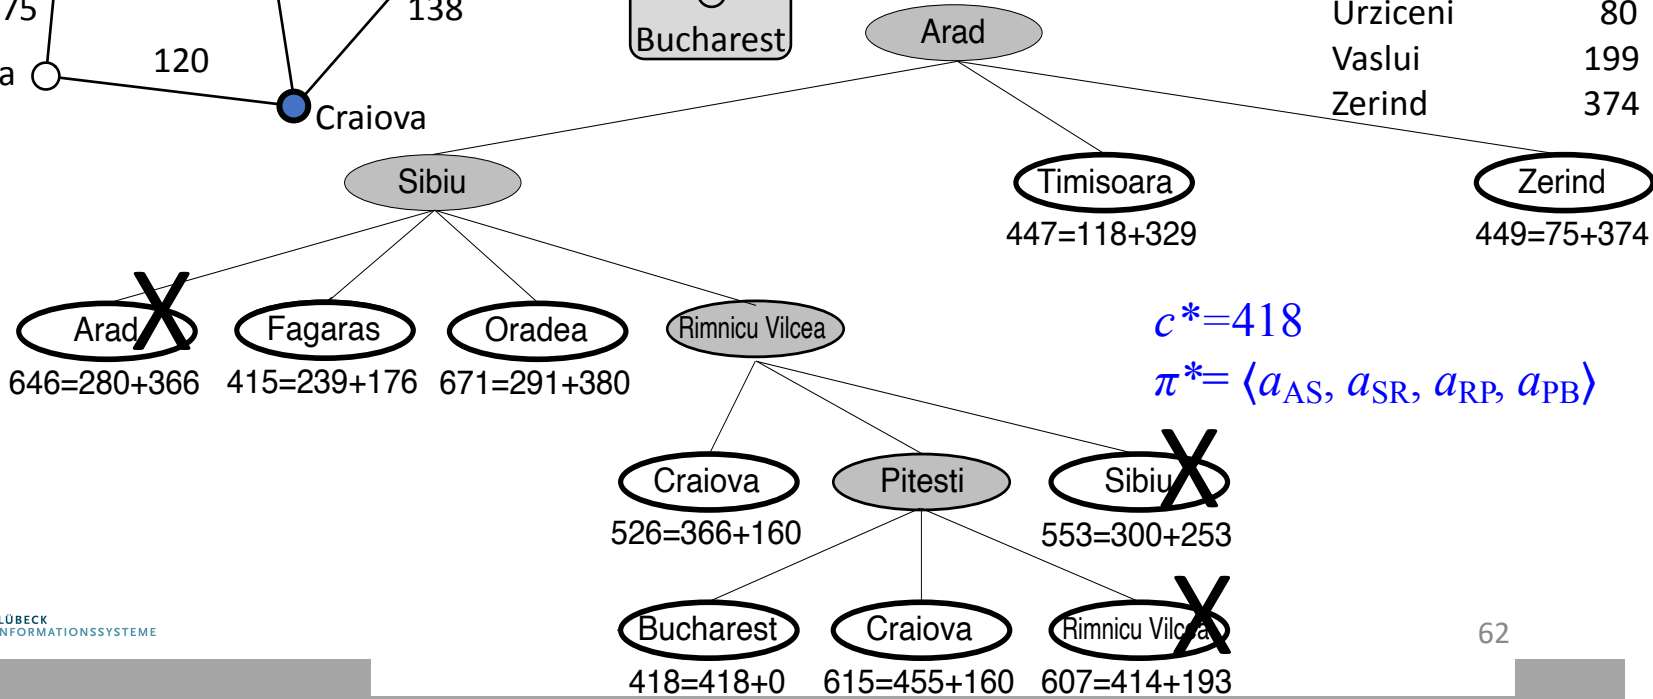 75
138
Bucharest
Arad
Urziceni 80
Vaslui 199
Zerind 374
120
a
Craiova
Sibiu
Timisoara
Zerind
447=118+329
449=75+374
Arad
X
Fagaras
Oradea
Rimnicu Vilcea
646=280+366
415=239+176
671=291+380
c*=418
π*= ⟨aAS, aSR, aRP, aPB⟩
Craiova
Pitesti
Sibiu
X
526=366+160
553=300+253
Bucharest
Craiova
Rimnicu Vilcea
X
418=418+0
615=455+160
607=414+193
LÜBECK
NFORMATIONSSYSTEME
62